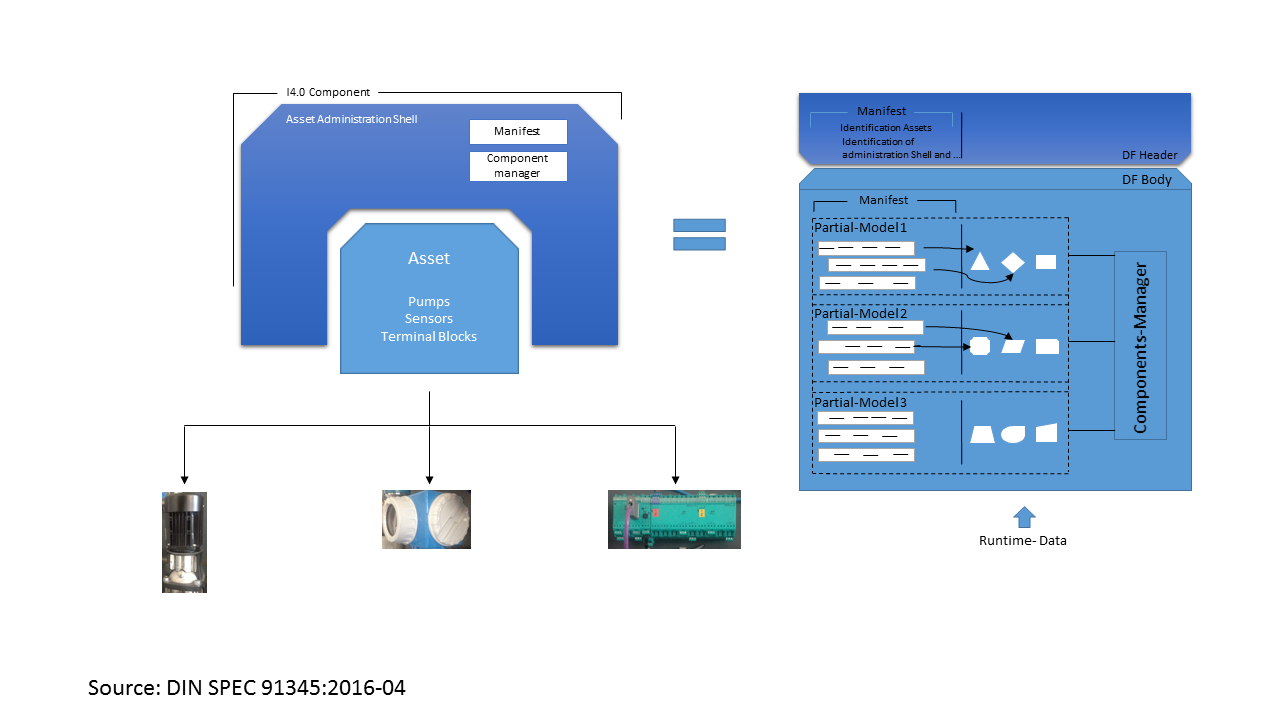 I4.0 Component
Asset Administration Shell
Manifest
Component
manager
Asset
Pumps
Sensors
Terminal Blocks
Manifest
Identification Assets
Identification of
administration Shell and ...
DF Header
DF Body
Manifest
Partial-Model1
Partial-Model2
Partial-Model3
Components-Manager
Runtime- Data
Source: DIN SPEC 91345:2016-04